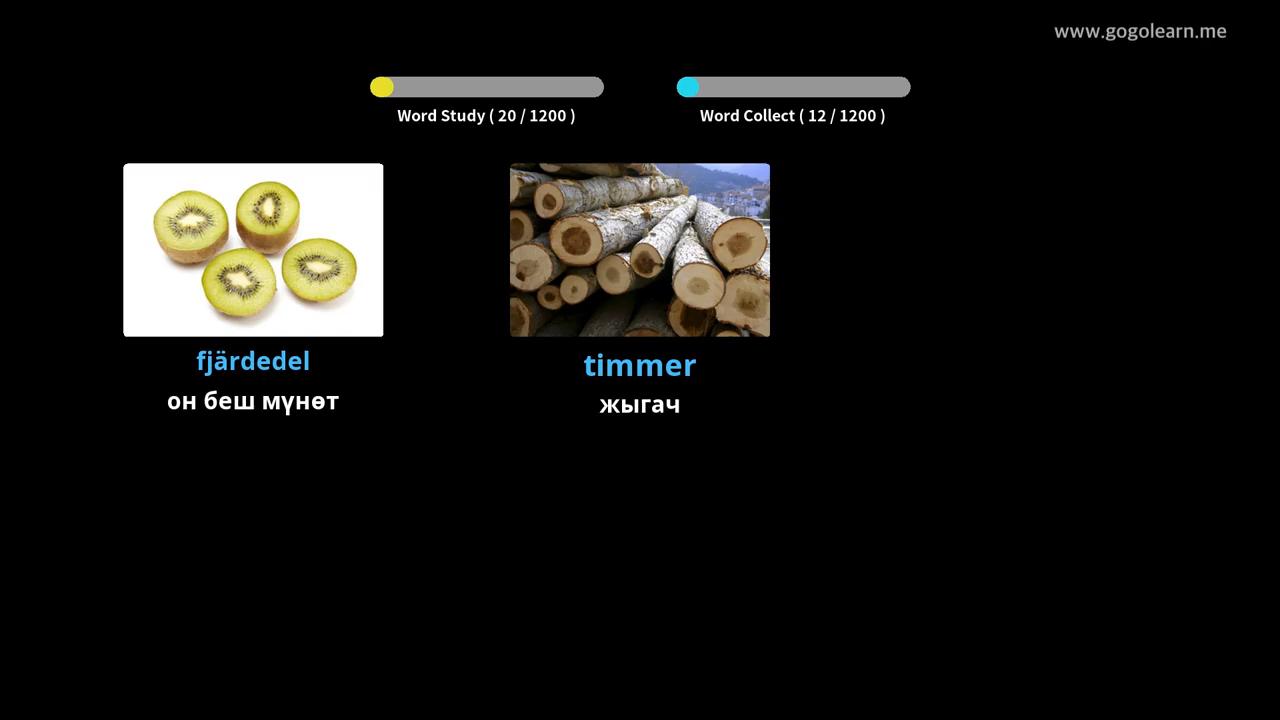 www.gogolearn.me
Word Study ( 20 / 1200 )
Word Collect ( 12 / 1200 )
fjärdedel
он беш мүнөт
timmer
жыгач